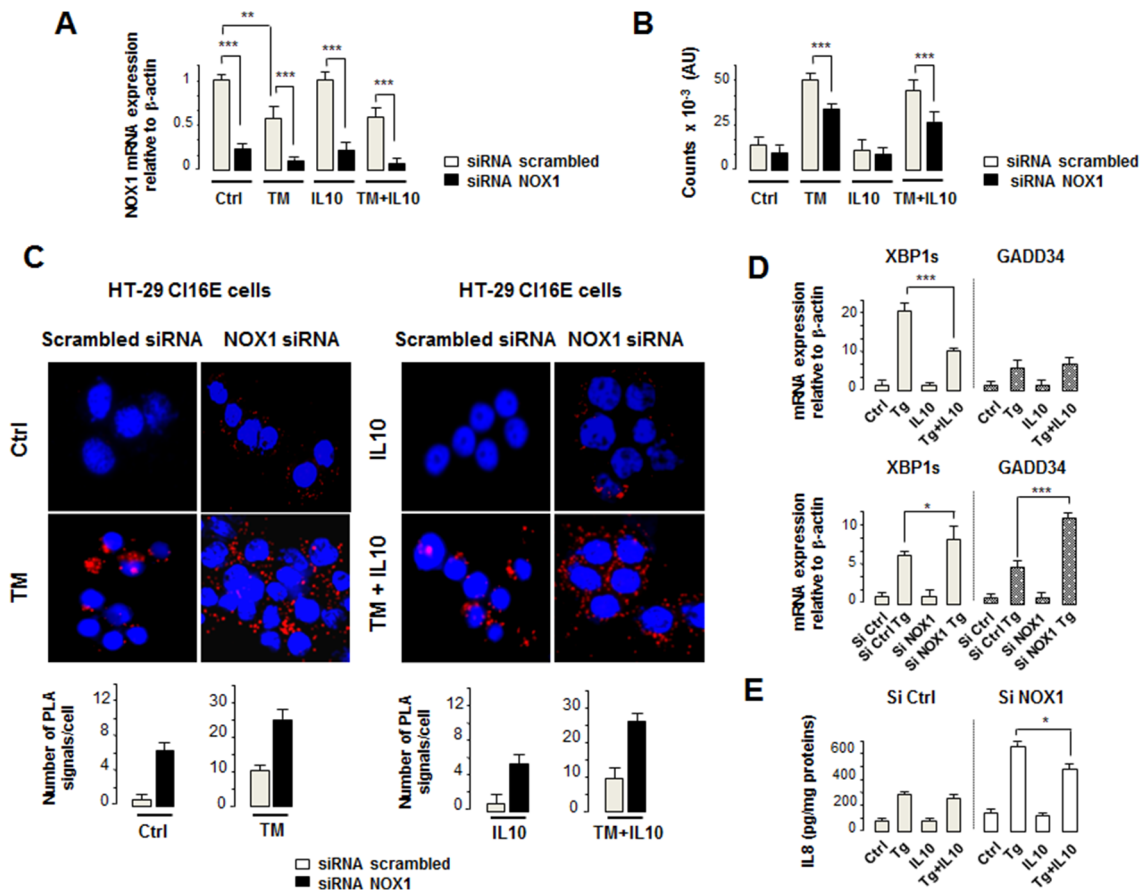 A
NOX1 mRNA expression
relative to β-actin
1
0.5
0
**
***
***
***
***
Ctrl
TM
IL10
TM+IL10
siRNA scrambled
siRNA NOX1
B
Counts x 10⁻³ (AU)
50
25
0
***
***
Ctrl
TM
IL10
TM+IL10
siRNA scrambled
siRNA NOX1
C
HT-29 Cl16E cells
HT-29 Cl16E cells
Scrambled siRNA
NOX1 siRNA
Scrambled siRNA
NOX1 siRNA
Ctrl
IL10
TM
TM + IL10
Number of PLA
signals/cell
12
8
4
0
Ctrl
30
20
10
0
TM
Number of PLA
signals/cell
12
8
4
0
IL10
30
20
10
0
TM+IL10
siRNA scrambled
siRNA NOX1
D
XBP1s
GADD34
mRNA expression
relative to β-actin
20
10
0
***
Ctrl
Tg
IL10
Tg+IL10
Ctrl
Tg
IL10
Tg+IL10
XBP1s
GADD34
mRNA expression
relative to β-actin
10
5
0
*
***
Si Ctrl
Si Ctrl Tg
Si NOX1
Si NOX1 Tg
Si Ctrl
Si Ctrl Tg
Si NOX1
Si NOX1 Tg
E
Si Ctrl
Si NOX1
IL8 (pg/mg proteins)
600
400
200
0
*
Ctrl
Tg
IL10
Tg+IL10
Ctrl
Tg
IL10
Tg+IL10